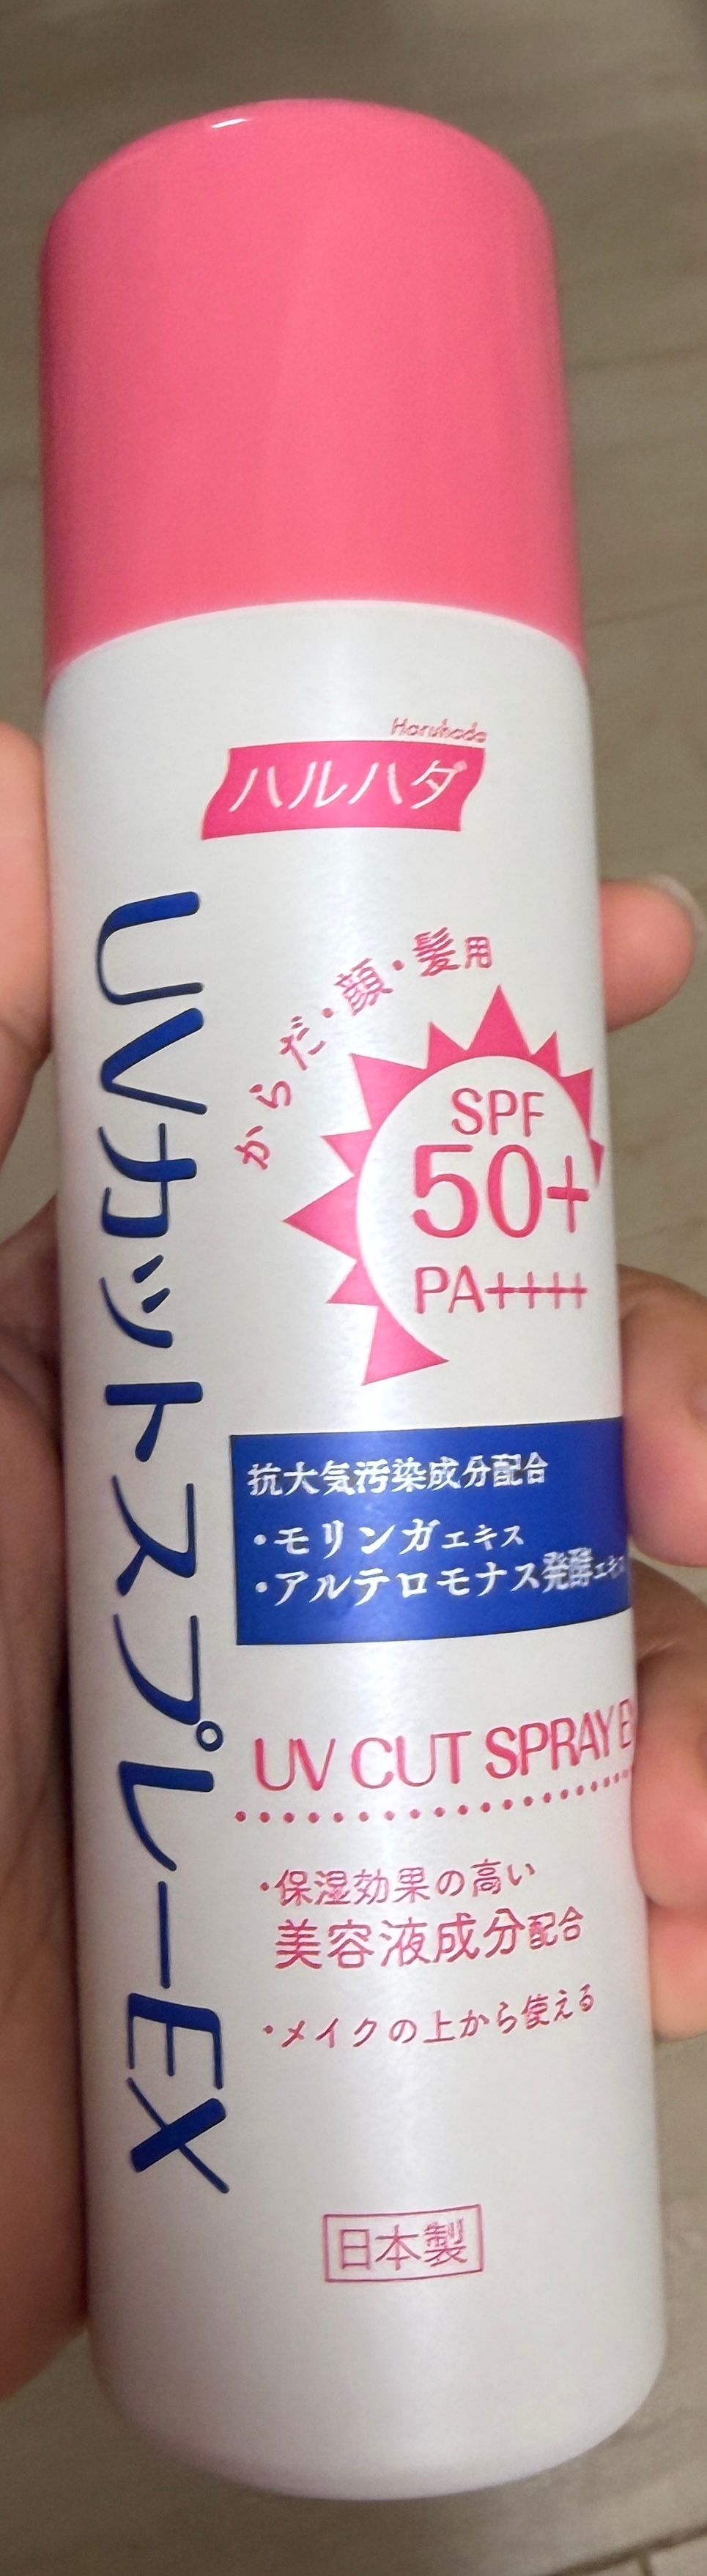 Haruhada
ハルハダ
UVカットスプレーEX
からだ・顔・髪用
SPF
50+
PA++++
抗大気汚染成分配合
・モリンガエキス
・アルテロモナス発酵エキス
UV CUT SPRAY EX
・保湿効果の高い
美容液成分配合
・メイクの上から使える
日本製